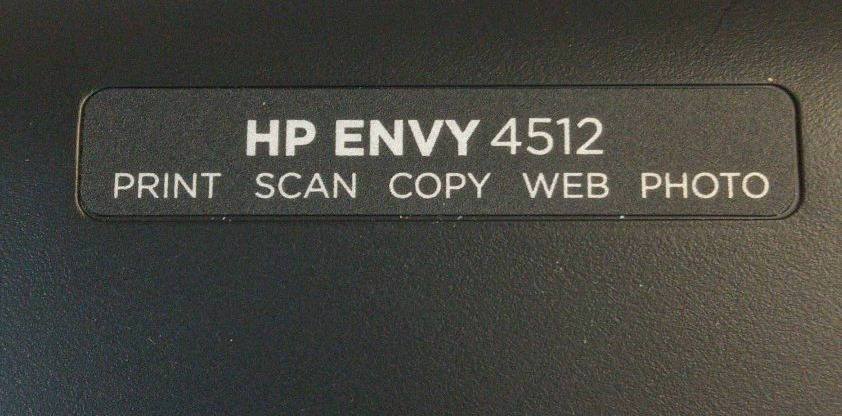 HP ENVY 4512
PRINT SCAN COPY WEB PHOTO